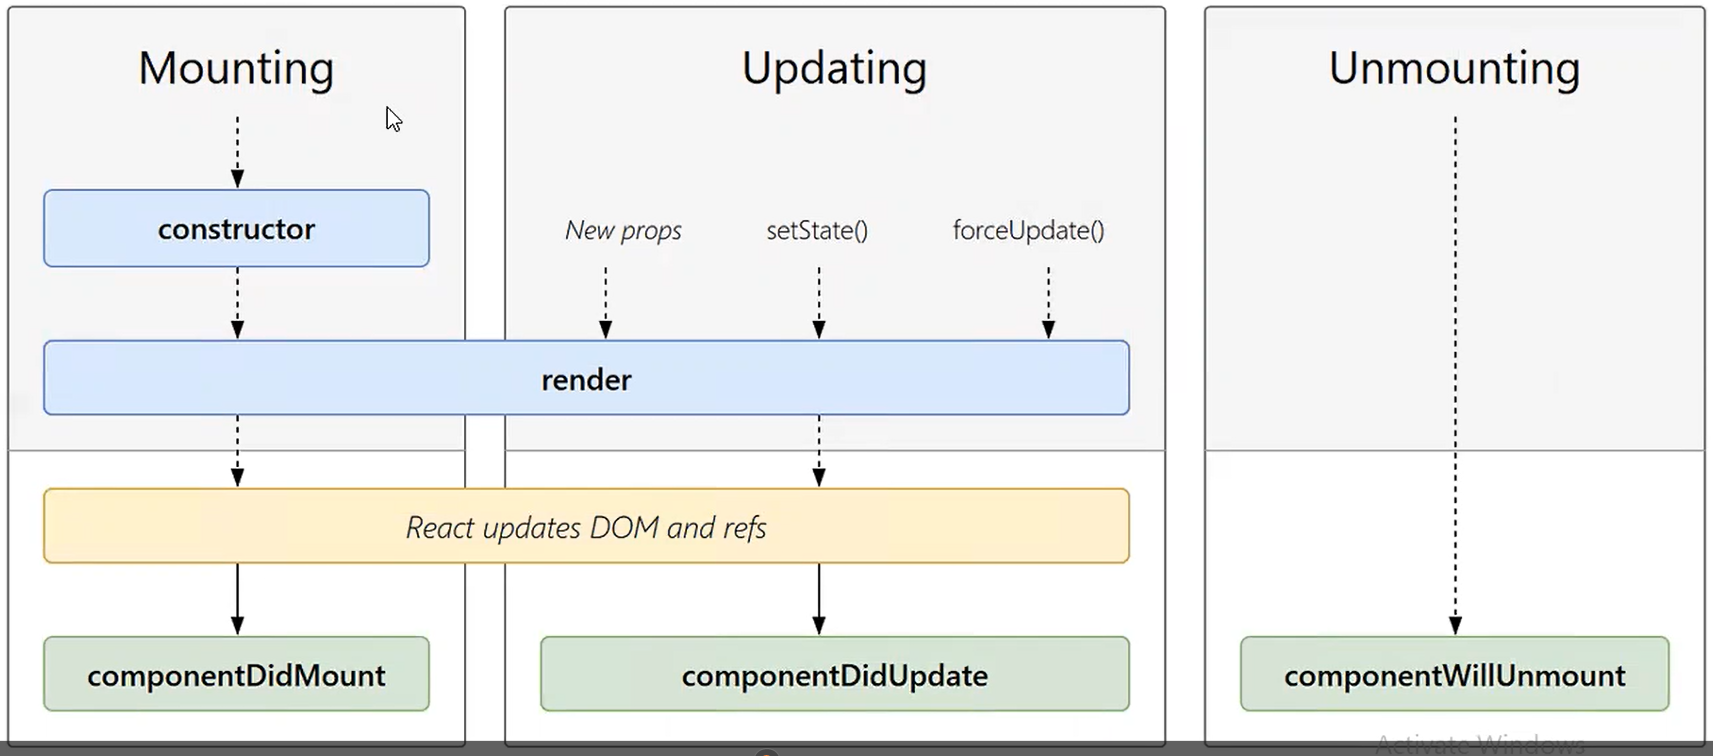 Mounting
Updating
Unmounting
constructor
New props
setState()
forceUpdate()
render
React updates DOM and refs
componentDidMount
componentDidUpdate
componentWillUnmount
Activate Windows